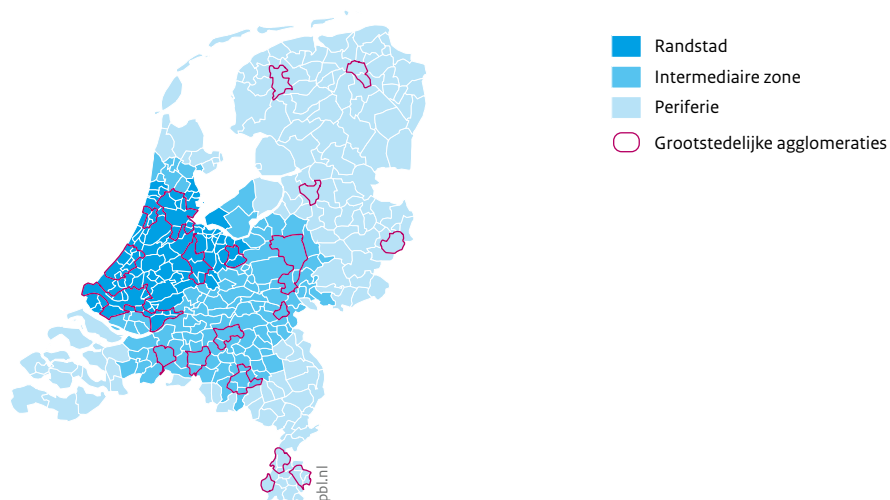 Randstad
Intermediaire zone
Periferie
Grootstedelijke agglomeraties
pbl.nl